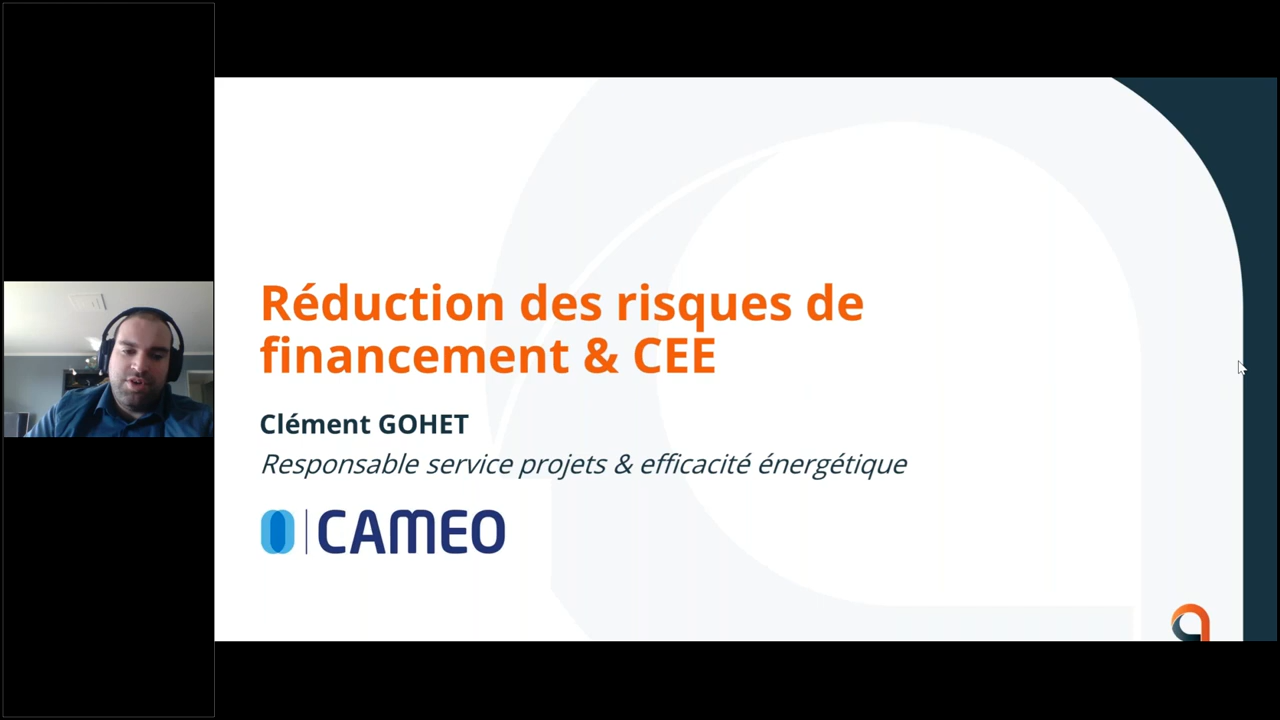 Réduction des risques de
financement & CEE
Clément GOHET
Responsable service projets & efficacité énergétique
CAMEO